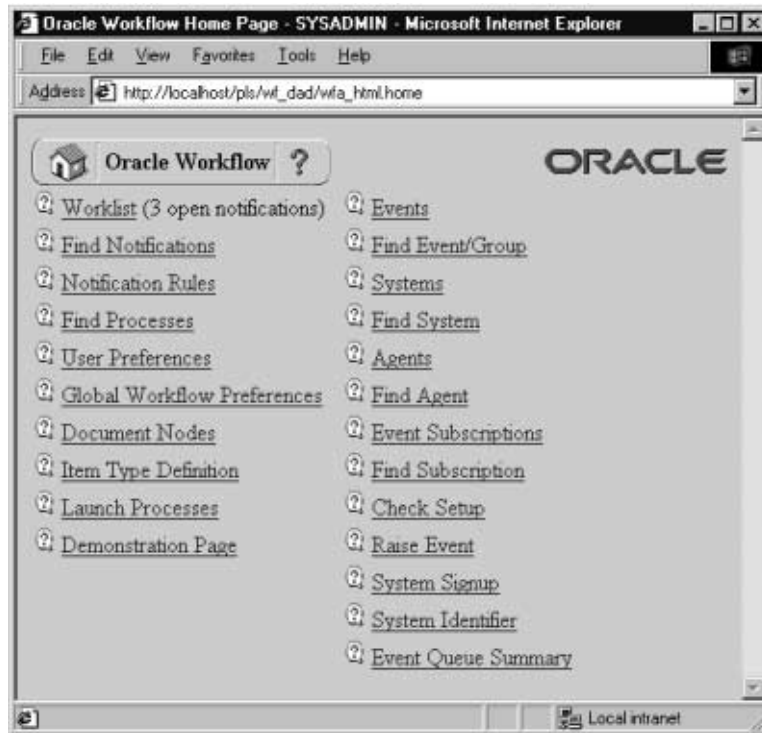 Oracle Workflow Home Page - SYSADMIN - Microsoft Internet Explorer
File Edit View Favorites Tools Help
Address http://localhost/pls/wf_dad/wfa_html.home
Oracle Workflow ?
ORACLE
Worklist (3 open notifications)
Find Notifications
Notification Rules
Find Processes
User Preferences
Global Workflow Preferences
Document Nodes
Item Type Definition
Launch Processes
Demonstration Page
Events
Find Event/Group
Systems
Find System
Agents
Find Agent
Event Subscriptions
Find Subscription
Check Setup
Raise Event
System Signup
System Identifier
Event Queue Summary
Local intranet